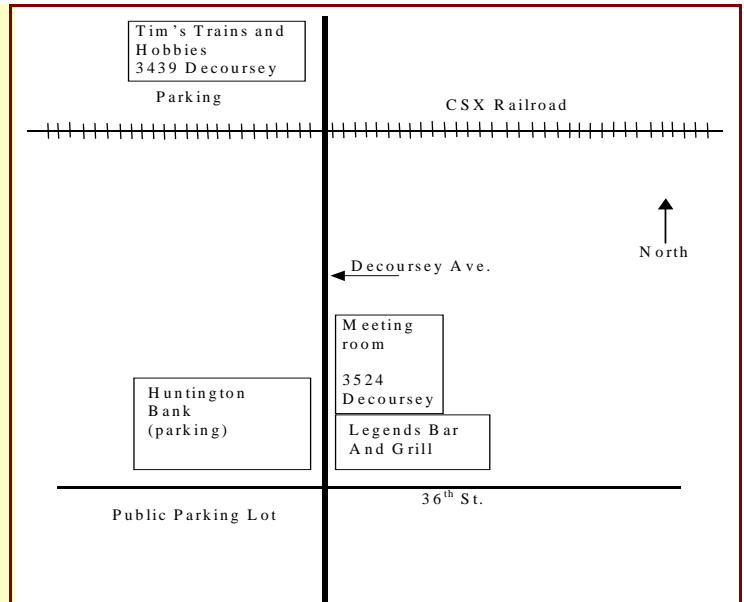 Tim's Trains and
Hobbies
3439 Decoursey
Parking
CSX Railroad
North
Decoursey Ave.
Meeting
room
3524
Decoursey
Huntington
Bank
(parking)
Legends Bar
And Grill
36th St.
Public Parking Lot